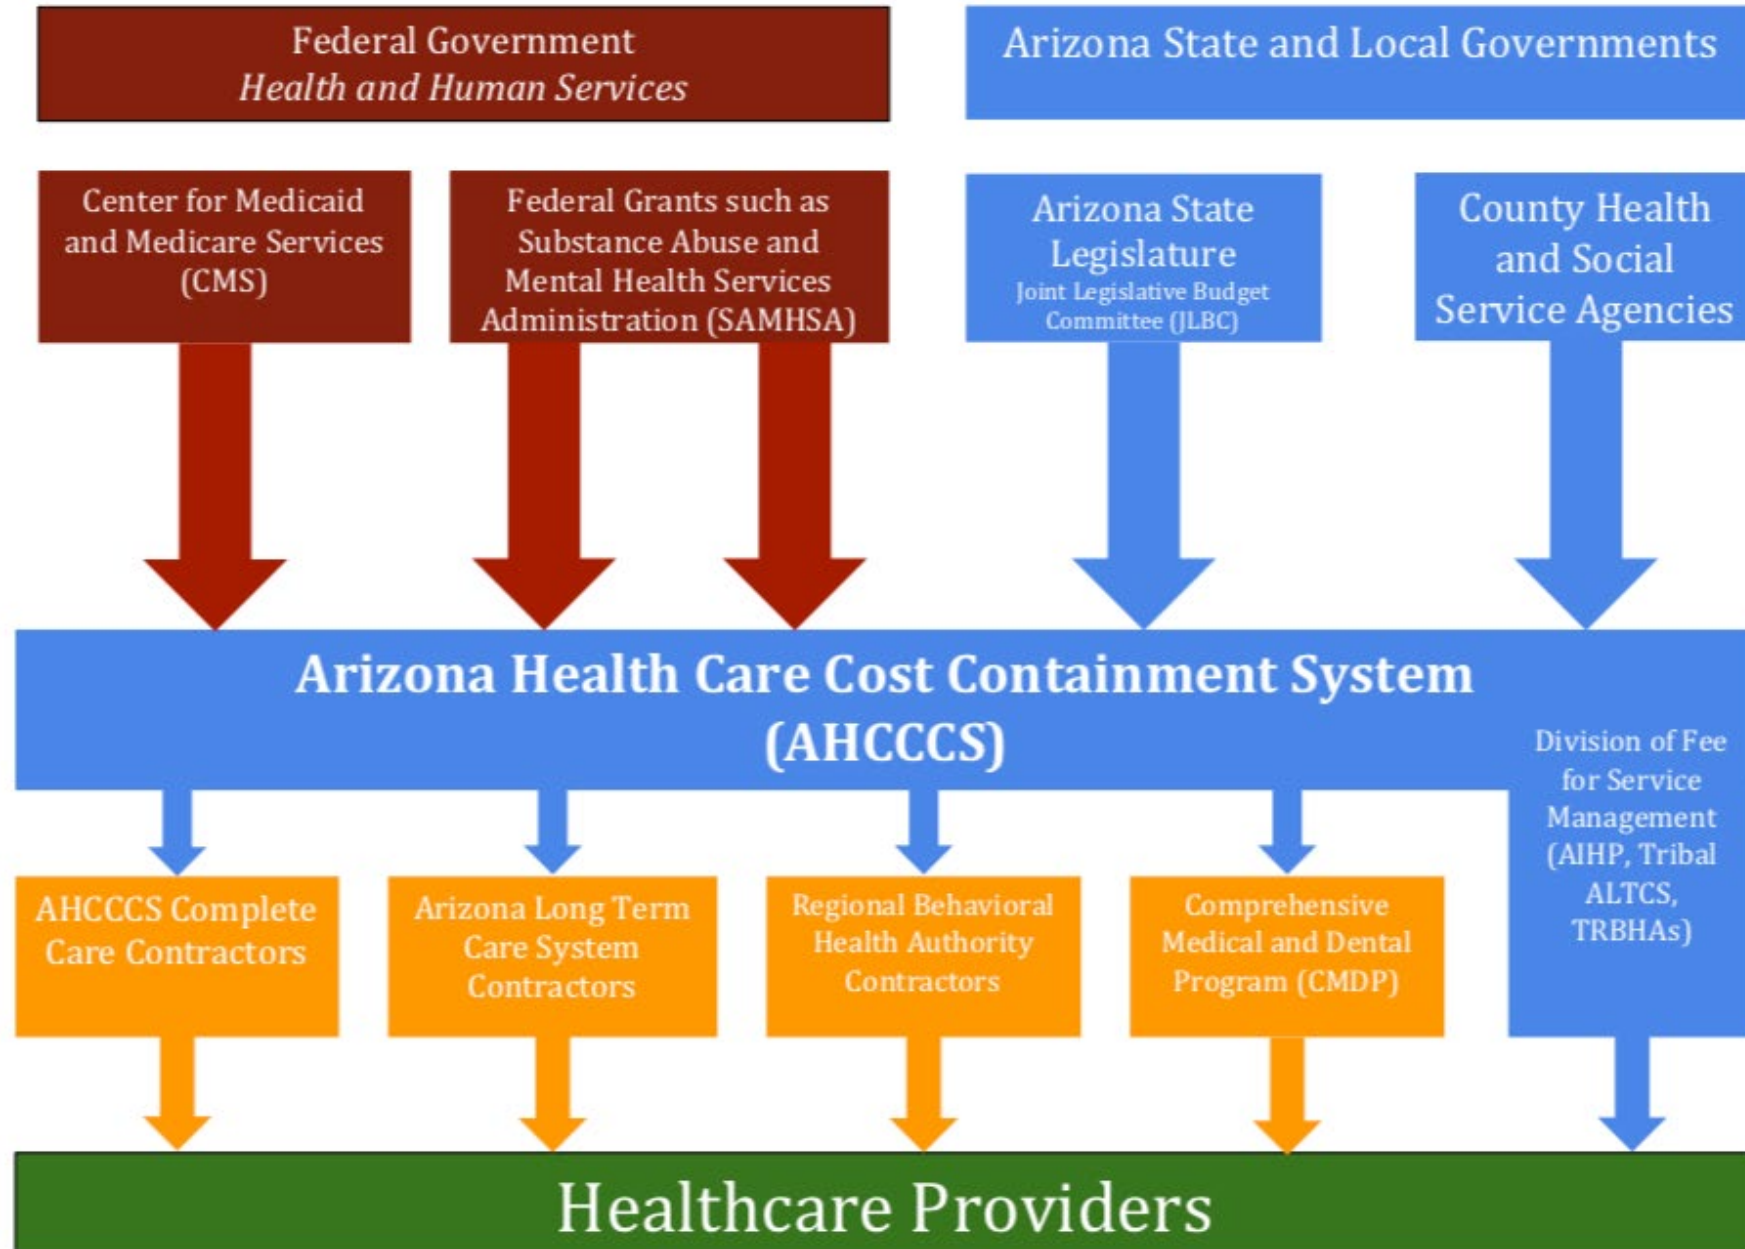 Federal Government
Health and Human Services
Arizona State and Local Governments
Center for Medicaid
and Medicare Services
(CMS)
Federal Grants such as
Substance Abuse and
Mental Health Services
Administration (SAMHSA)
Arizona State
Legislature
Joint Legislative Budget
Committee (JLBC)
County Health
and Social
Service Agencies
Arizona Health Care Cost Containment System
(AHCCCS)
Division of Fee
for Service
Management
(AIHP, Tribal
ALTCS,
TRBHAs)
AHCCCS Complete
Care Contractors
Arizona Long Term
Care System
Contractors
Regional Behavioral
Health Authority
Contractors
Comprehensive
Medical and Dental
Program (CMDP)
Healthcare Providers